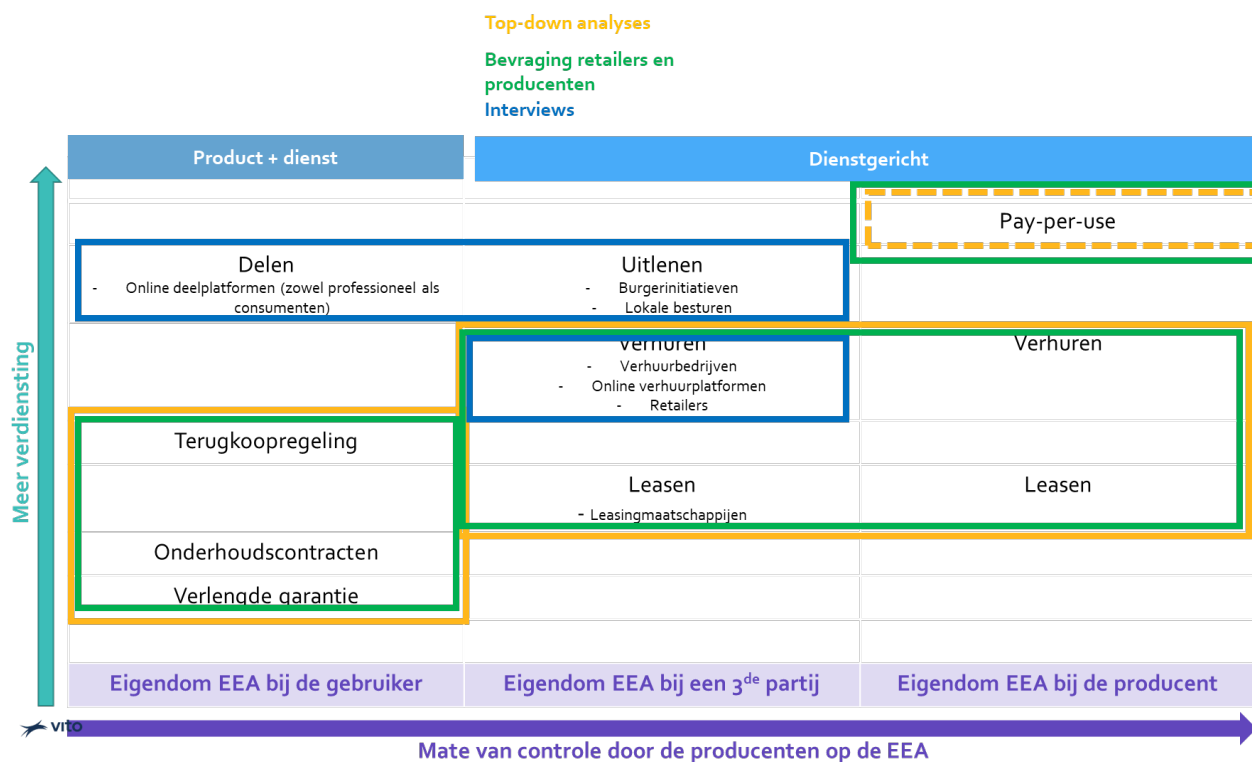 Top-down analyses
Bevraging retailers en
producenten
Interviews
Product + dienst
Dienstgericht
Pay-per-use
Delen
- Online deelplatformen (zowel professioneel als
consumenten)
Uitlenen
- Burgerinitiatieven
- Lokale besturen
Verhuren
- Verhuurbedrijven
- Online verhuurplatformen
- Retailers
Verhuren
Terugkoopregeling
Leasen
- Leasingmaatschappijen
Leasen
Onderhoudscontracten
Verlengde garantie
Meer verdiensting
Eigendom EEA bij de gebruiker
Eigendom EEA bij een 3de partij
Eigendom EEA bij de producent
vito
Mate van controle door de producenten op de EEA